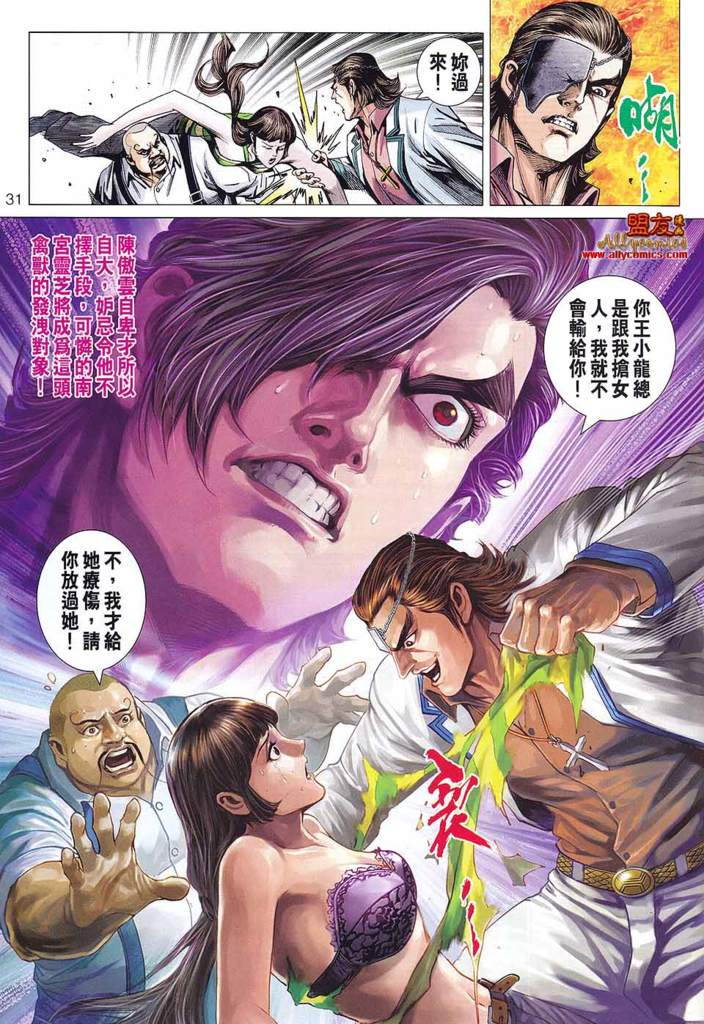 妳過
來！
嘲
31
盟友
漫画
Allycomics
www.allycomics.com
陳傲雲自卑才所以
自大，妒忌令他不
擇手段，可憐的南
宮靈芝將成為這頭
禽獸的發洩對象！
你王小龍總
是跟我搶女
人，我就不
會輸給你！
不，我才給
她療傷，請
你放過她！
裂